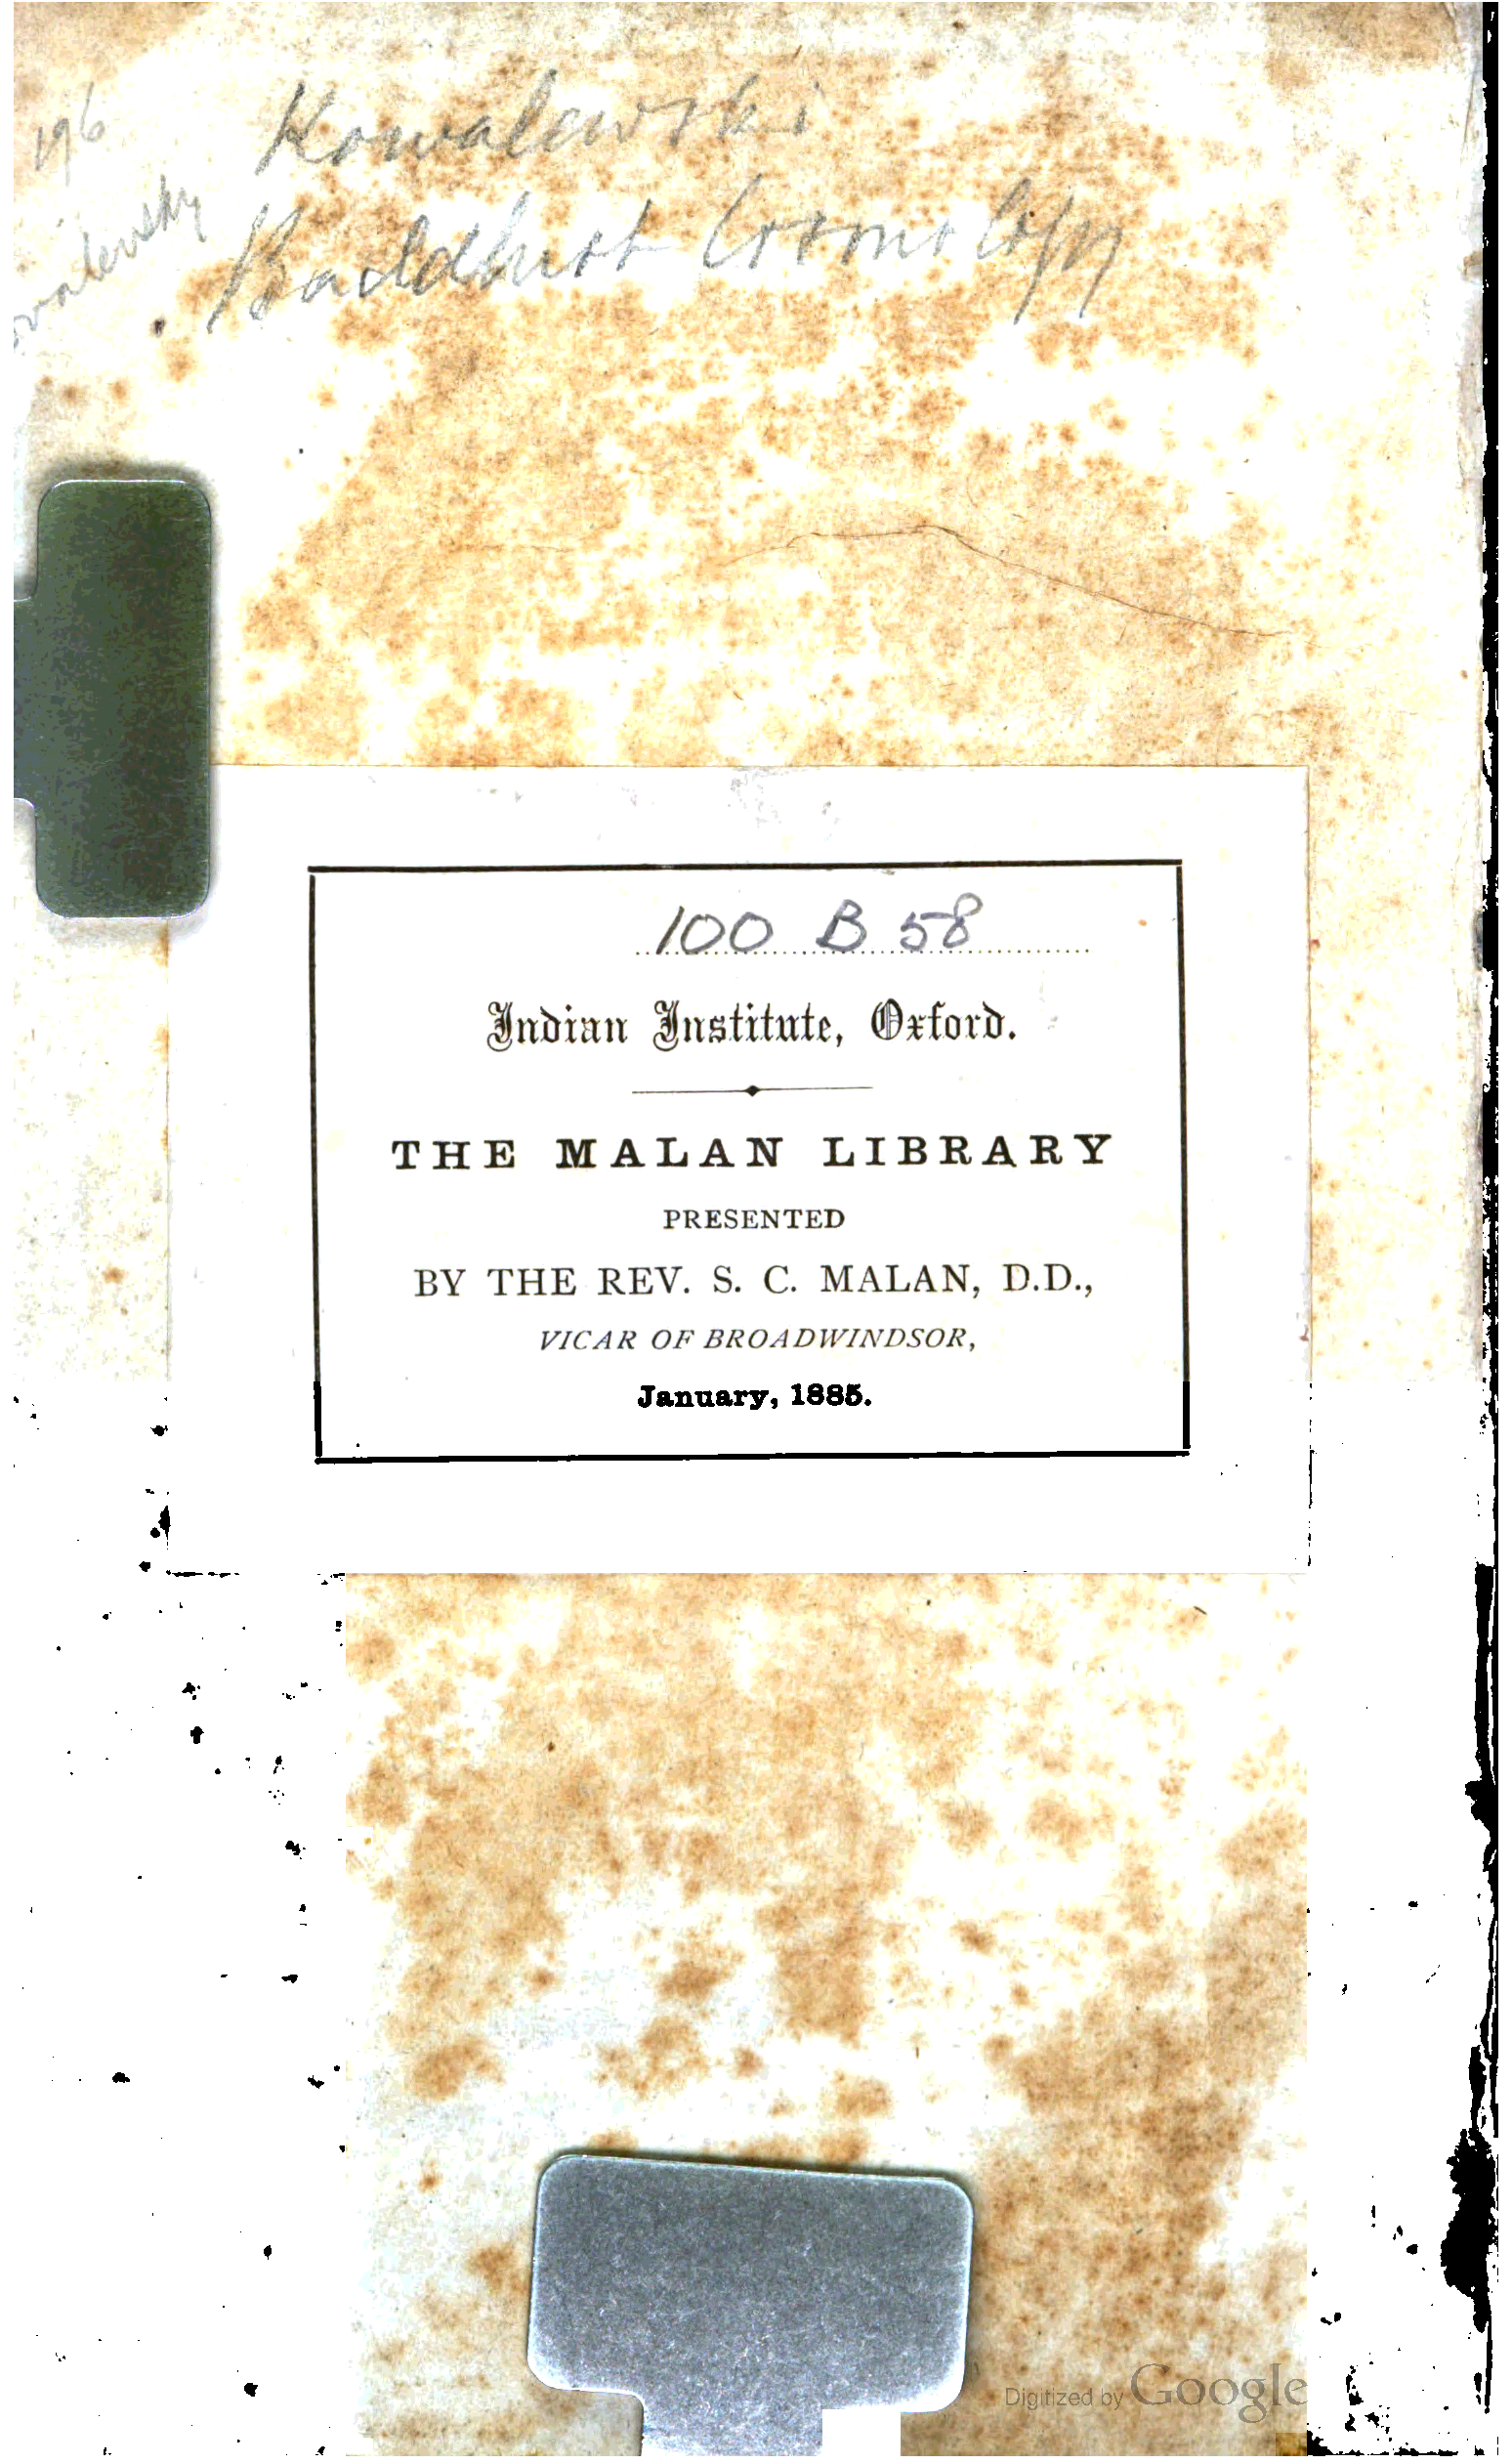 196
Kowalewski
Buddhist Cosmology
100 B 58
Indian Institute, Oxford.
THE MALAN LIBRARY
PRESENTED
BY THE REV. S. C. MALAN, D.D.,
VICAR OF BROADWINDSOR,
January, 1885.
Digitized by Google